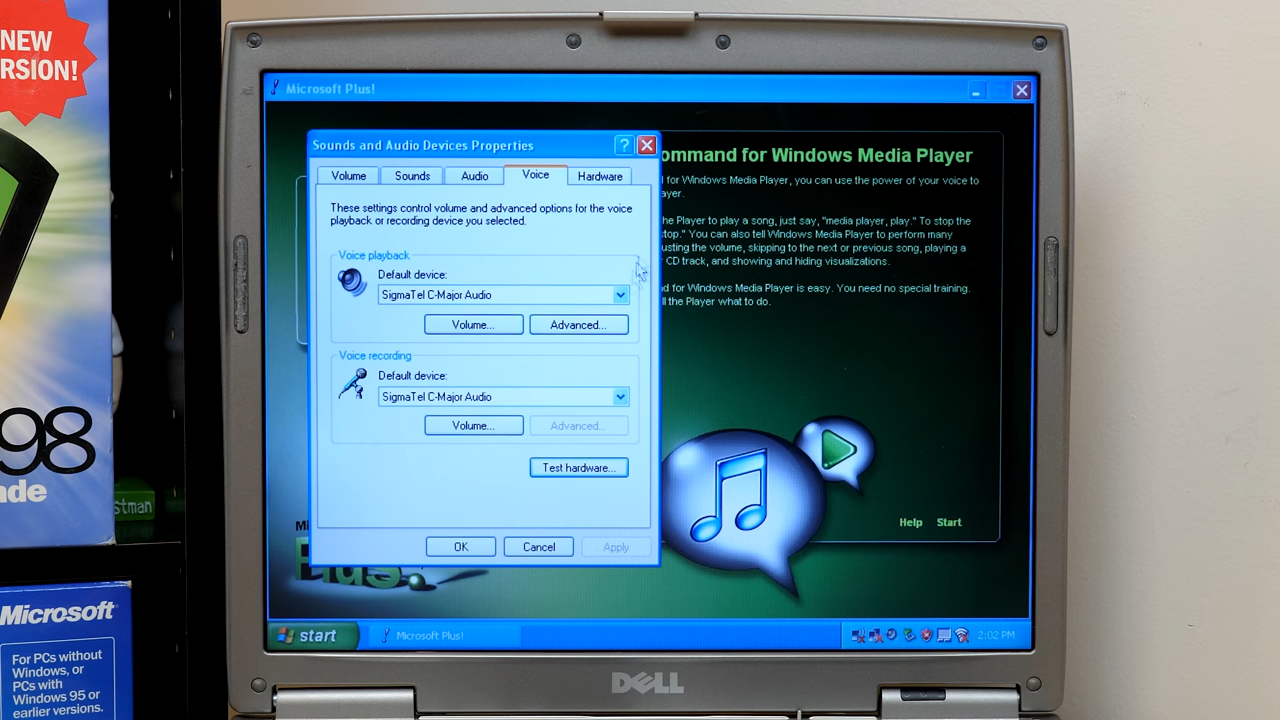 NEW
RSION!
98
de
stman
Microsoft
For PCs without
Windows, or
PCs with
Windows 95 or
earlier versions.
Microsoft Plus!
Sounds and Audio Devices Properties
?
Volume
Sounds
Audio
Voice
Hardware
These settings control volume and advanced options for the voice
playback or recording device you selected.
Voice playback
Default device:
SigmaTel C-Major Audio
Volume...
Advanced...
Voice recording
Default device:
SigmaTel C-Major Audio
Volume...
Advanced...
Test hardware...
OK
Cancel
Apply
ommand for Windows Media Player
for Windows Media Player, you can use the power of your voice to
ayer.
he Player to play a song, just say, "media player, play." To stop the
stop." You can also tell Windows Media Player to perform many
usting the volume, skipping to the next or previous song, playing a
CD track, and showing and hiding visualizations.
d for Windows Media Player is easy. You need no special training.
ll the Player what to do.
Help
Start
Mi
Plus.
start
Microsoft Plus!
2:02 PM
DELL